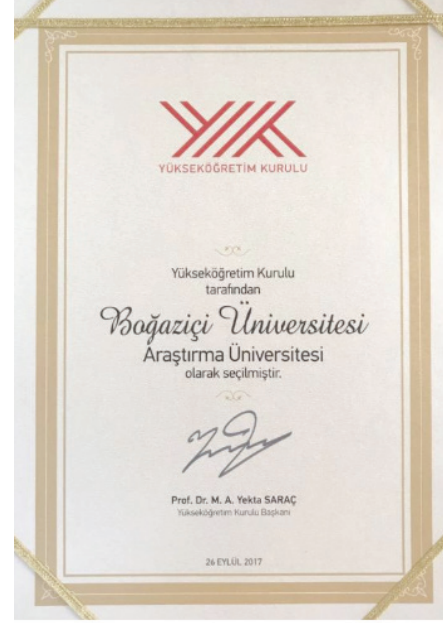 YÜKSEKÖĞRETİM KURULU
Yükseköğretim Kurulu
tarafından
Boğaziçi Üniversitesi
Araştırma Üniversitesi
olarak seçilmiştir.
Prof. Dr. M. A. Yekta SARAÇ
Yükseköğretim Kurulu Başkanı
26 EYLÜL 2017